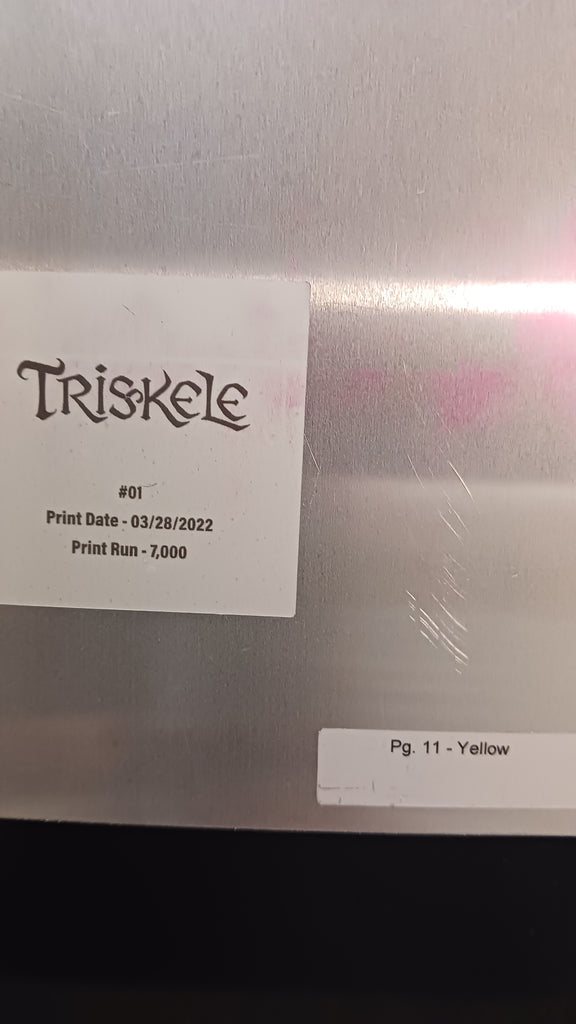 TRISKELE
#01
Print Date - 03/28/2022
Print Run - 7,000
Pg. 11 - Yellow